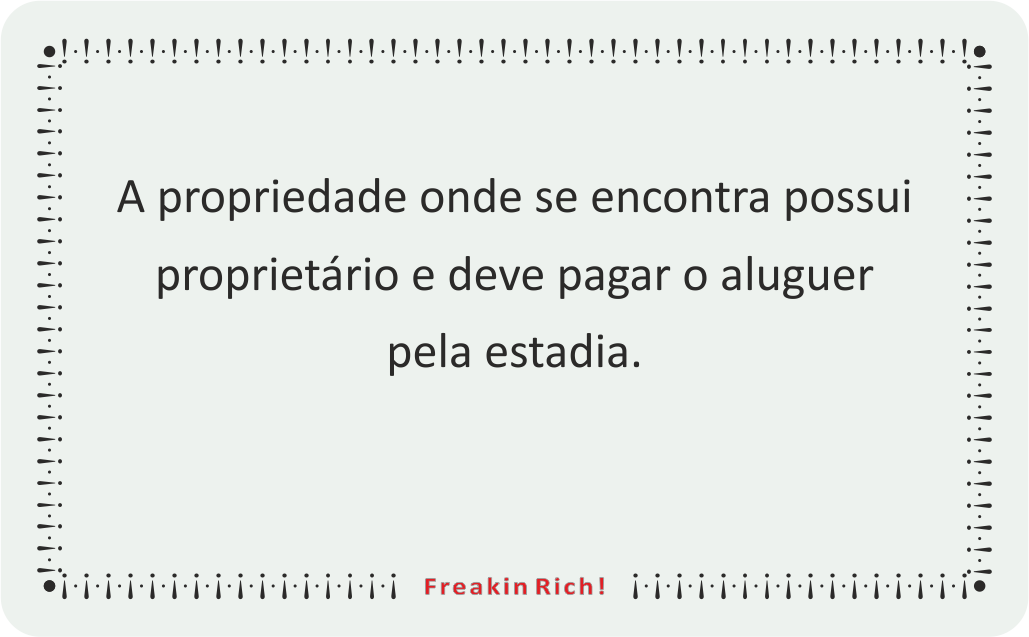 A propriedade onde se encontra possui
proprietário e deve pagar o aluguer
pela estadia.
Freakin Rich!